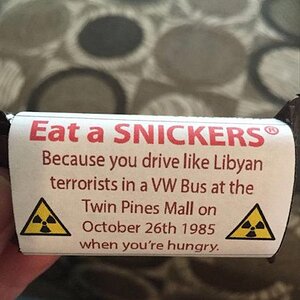 Eat a SNICKERS®
Because you drive like Libyan
terrorists in a VW Bus at the
Twin Pines Mall on
October 26th 1985
when you're hungry.